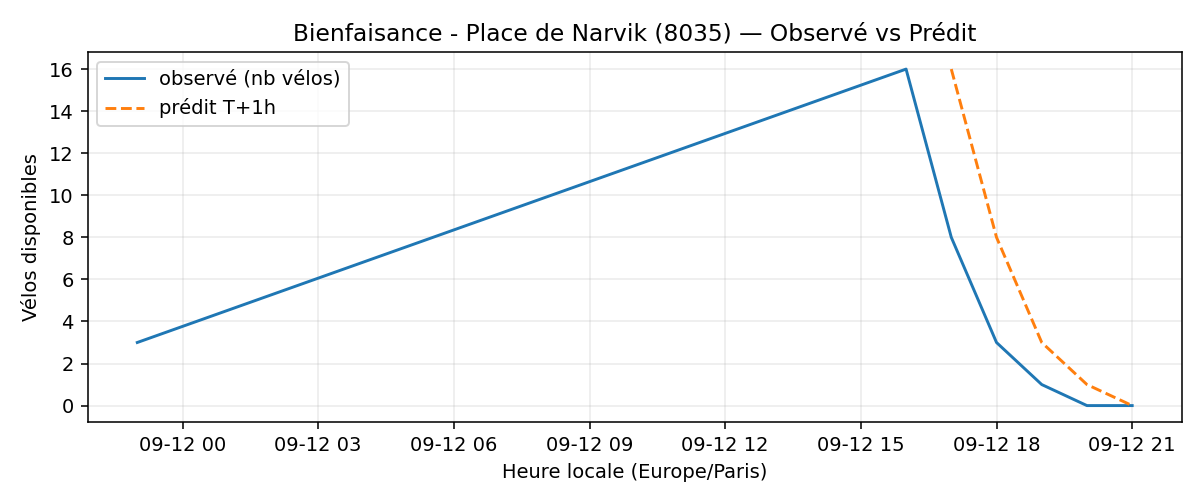 Bienfaisance - Place de Narvik (8035) — Observé vs Prédit
observé (nb vélos)
prédit T+1h
Vélos disponibles
16
14
12
10
8
6
4
2
0
09-12 00 09-12 03 09-12 06 09-12 09 09-12 12 09-12 15 09-12 18 09-12 21
Heure locale (Europe/Paris)